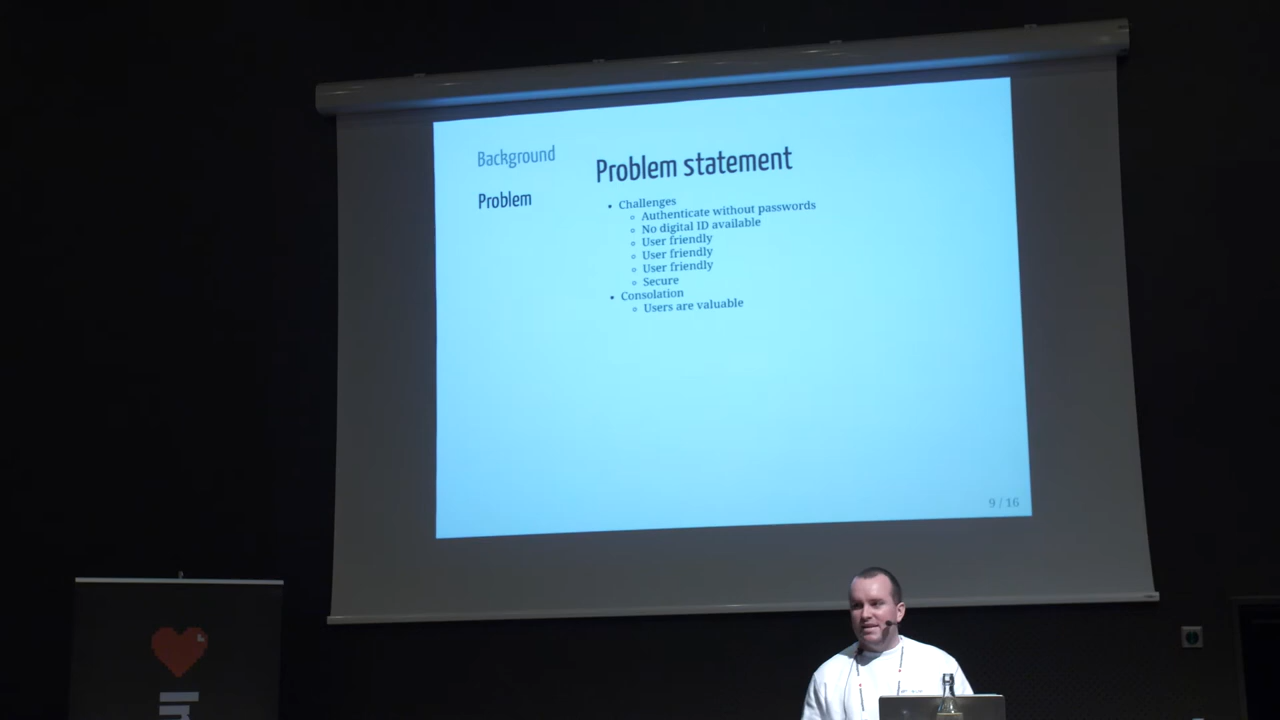 Background
Problem
Problem statement
Challenges
Authenticate without passwords
No digital ID available
User friendly
User friendly
User friendly
Secure
Consolation
Users are valuable
9 / 16